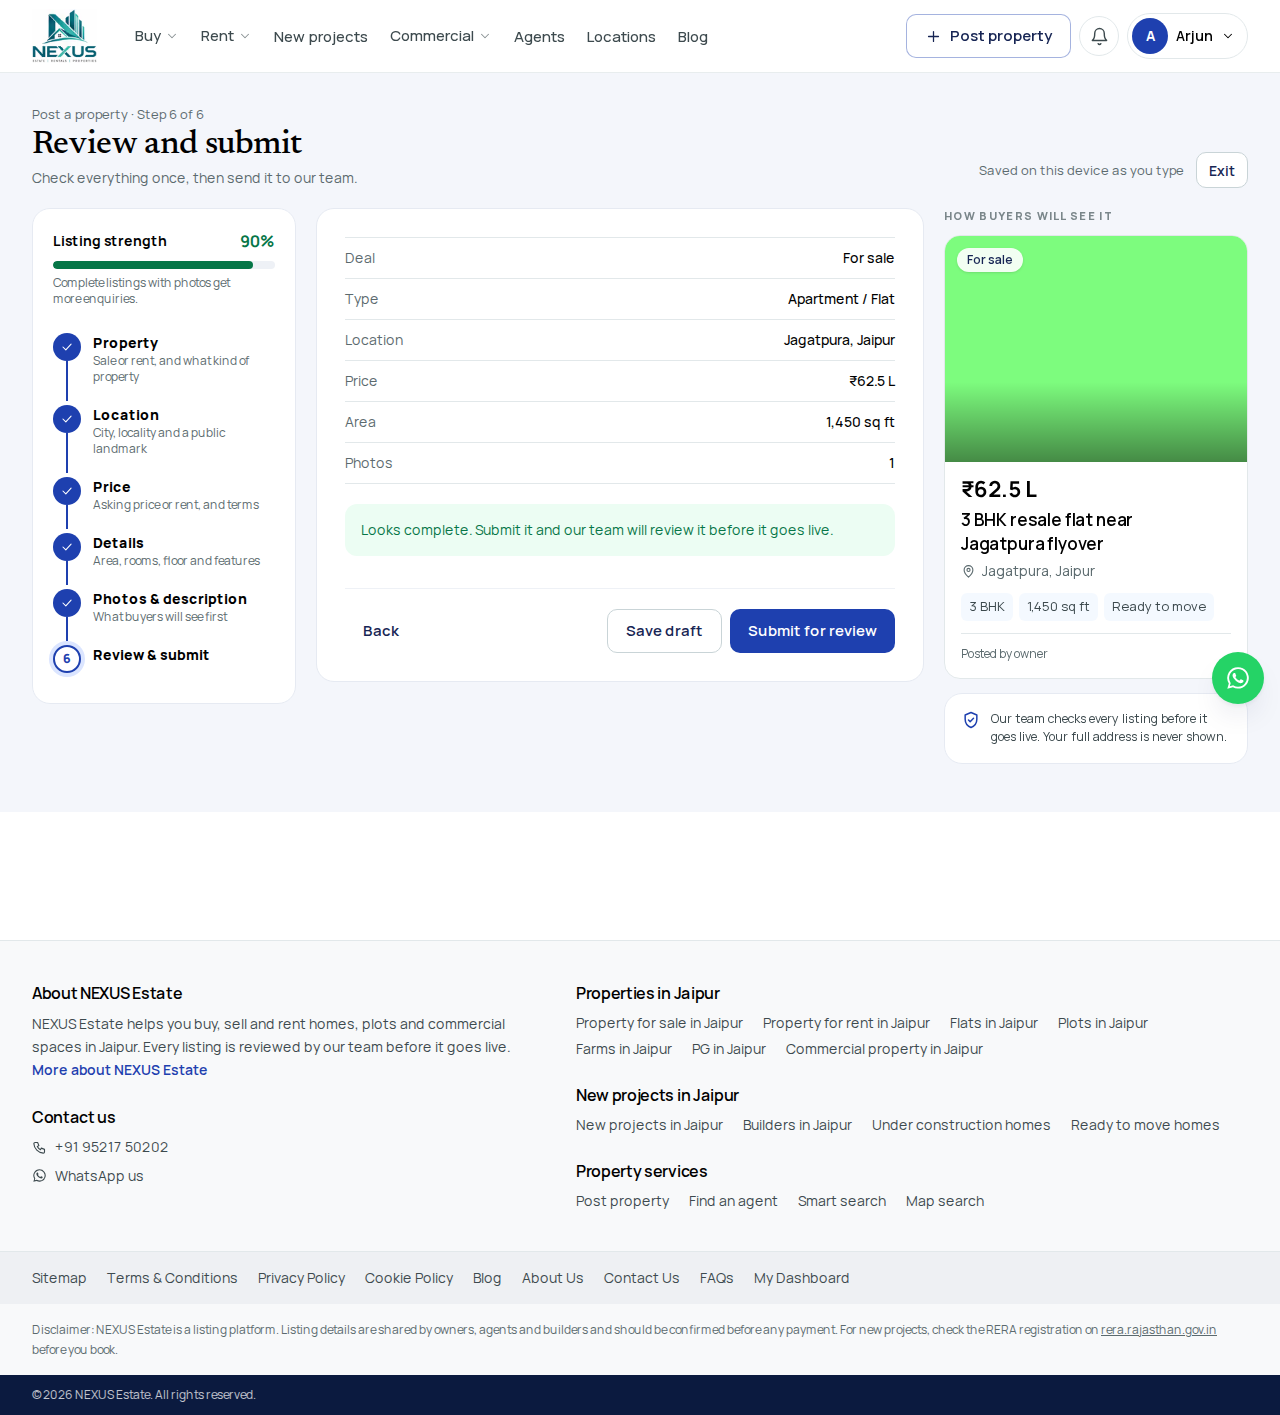 NEXUS
Buy
Rent
New projects
Commercial
Agents
Locations
Blog
Post property
A
Arjun
Post a property · Step 6 of 6
Review and submit
Check everything once, then send it to our team.
Saved on this device as you type
Exit
Listing strength
90%
Complete listings with photos get
more enquiries.
Property
Sale or rent, and what kind of
property
Location
City, locality and a public
landmark
Price
Asking price or rent, and terms
Details
Area, rooms, floor and features
Photos & description
What buyers will see first
6
Review & submit
Deal
For sale
Type
Apartment / Flat
Location
Jagatpura, Jaipur
Price
₹62.5 L
Area
1,450 sq ft
Photos
1
Looks complete. Submit it and our team will review it before it goes live.
Back
Save draft
Submit for review
HOW BUYERS WILL SEE IT
For sale
₹62.5 L
3 BHK resale flat near
Jagatpura flyover
Jagatpura, Jaipur
3 BHK
1,450 sq ft
Ready to move
Posted by owner
Our team checks every listing before it
goes live. Your full address is never shown.
About NEXUS Estate
NEXUS Estate helps you buy, sell and rent homes, plots and commercial
spaces in Jaipur. Every listing is reviewed by our team before it goes live.
More about NEXUS Estate
Contact us
+91 95217 50202
WhatsApp us
Properties in Jaipur
Property for sale in Jaipur
Property for rent in Jaipur
Flats in Jaipur
Plots in Jaipur
Farms in Jaipur
PG in Jaipur
Commercial property in Jaipur
New projects in Jaipur
New projects in Jaipur
Builders in Jaipur
Under construction homes
Ready to move homes
Property services
Post property
Find an agent
Smart search
Map search
Sitemap
Terms & Conditions
Privacy Policy
Cookie Policy
Blog
About Us
Contact Us
FAQs
My Dashboard
Disclaimer: NEXUS Estate is a listing platform. Listing details are shared by owners, agents and builders and should be confirmed before any payment. For new projects, check the RERA registration on rera.rajasthan.gov.in
before you book.
© 2026 NEXUS Estate. All rights reserved.